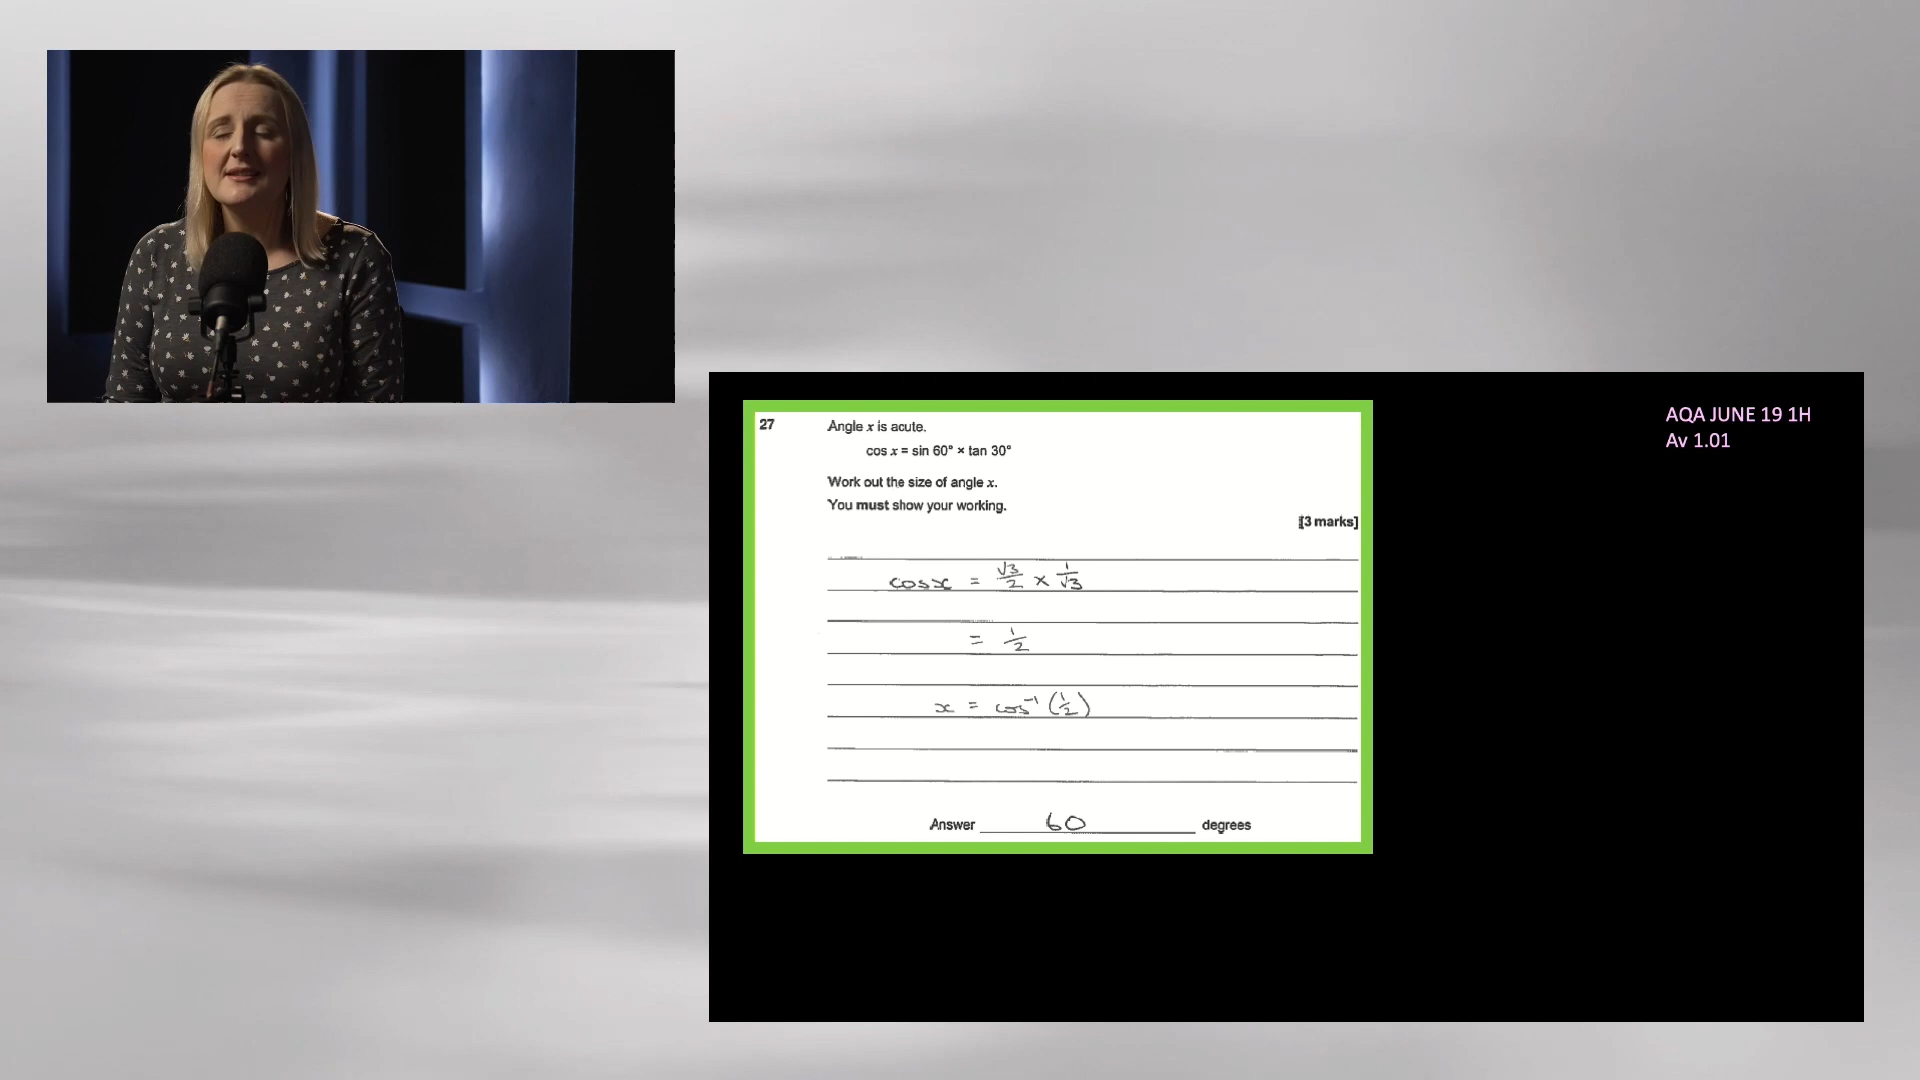 AQA JUNE 19 1H
Av 1.01
27 Angle x is acute.
cos x = sin 60° × tan 30°
Work out the size of angle x.
You must show your working.
[3 marks]
cos x = √3/2 × 1/√3
= 1/2
x = cos⁻¹ (1/2)
Answer 60 degrees